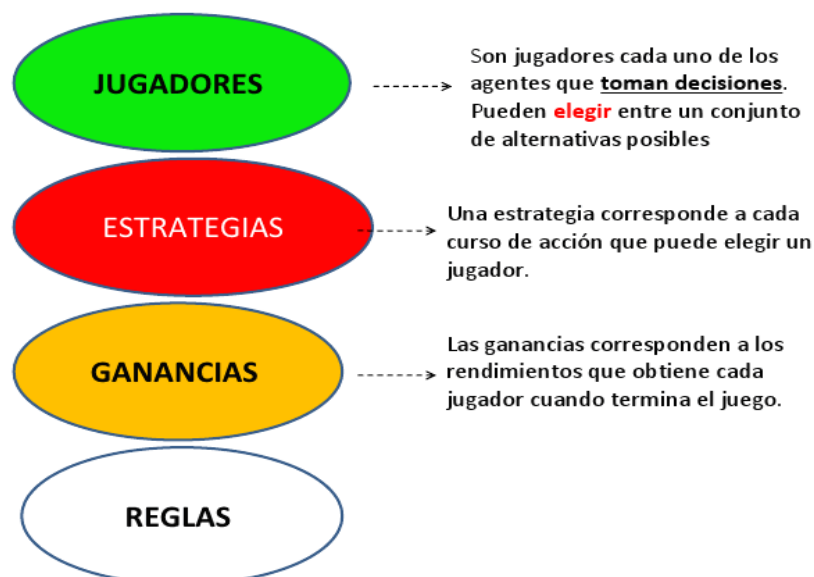 JUGADORES
Son jugadores cada uno de los
agentes que toman decisiones.
Pueden elegir entre un conjunto
de alternativas posibles
ESTRATEGIAS
Una estrategia corresponde a cada
curso de acción que puede elegir un
jugador.
GANANCIAS
Las ganancias corresponden a los
rendimientos que obtiene cada
jugador cuando termina el juego.
REGLAS